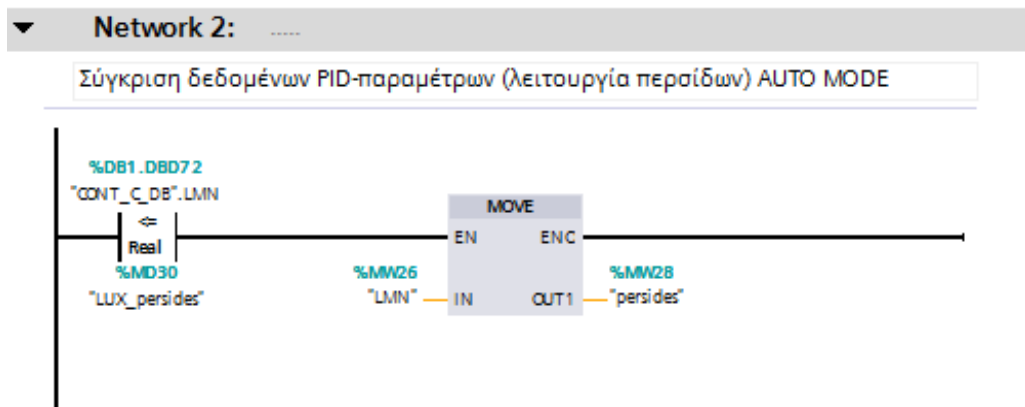 Network 2: .....
Σύγκριση δεδομένων PID-παραμέτρων (λειτουργία περσίδων) AUTO MODE
%DB1.DBD72
"CONT_C_DB".LMN
<=
Real
%MD30
"LUX_persides"
MOVE
EN ENO
%MW26 %MW28
"LMN" IN OUT1 "persides"